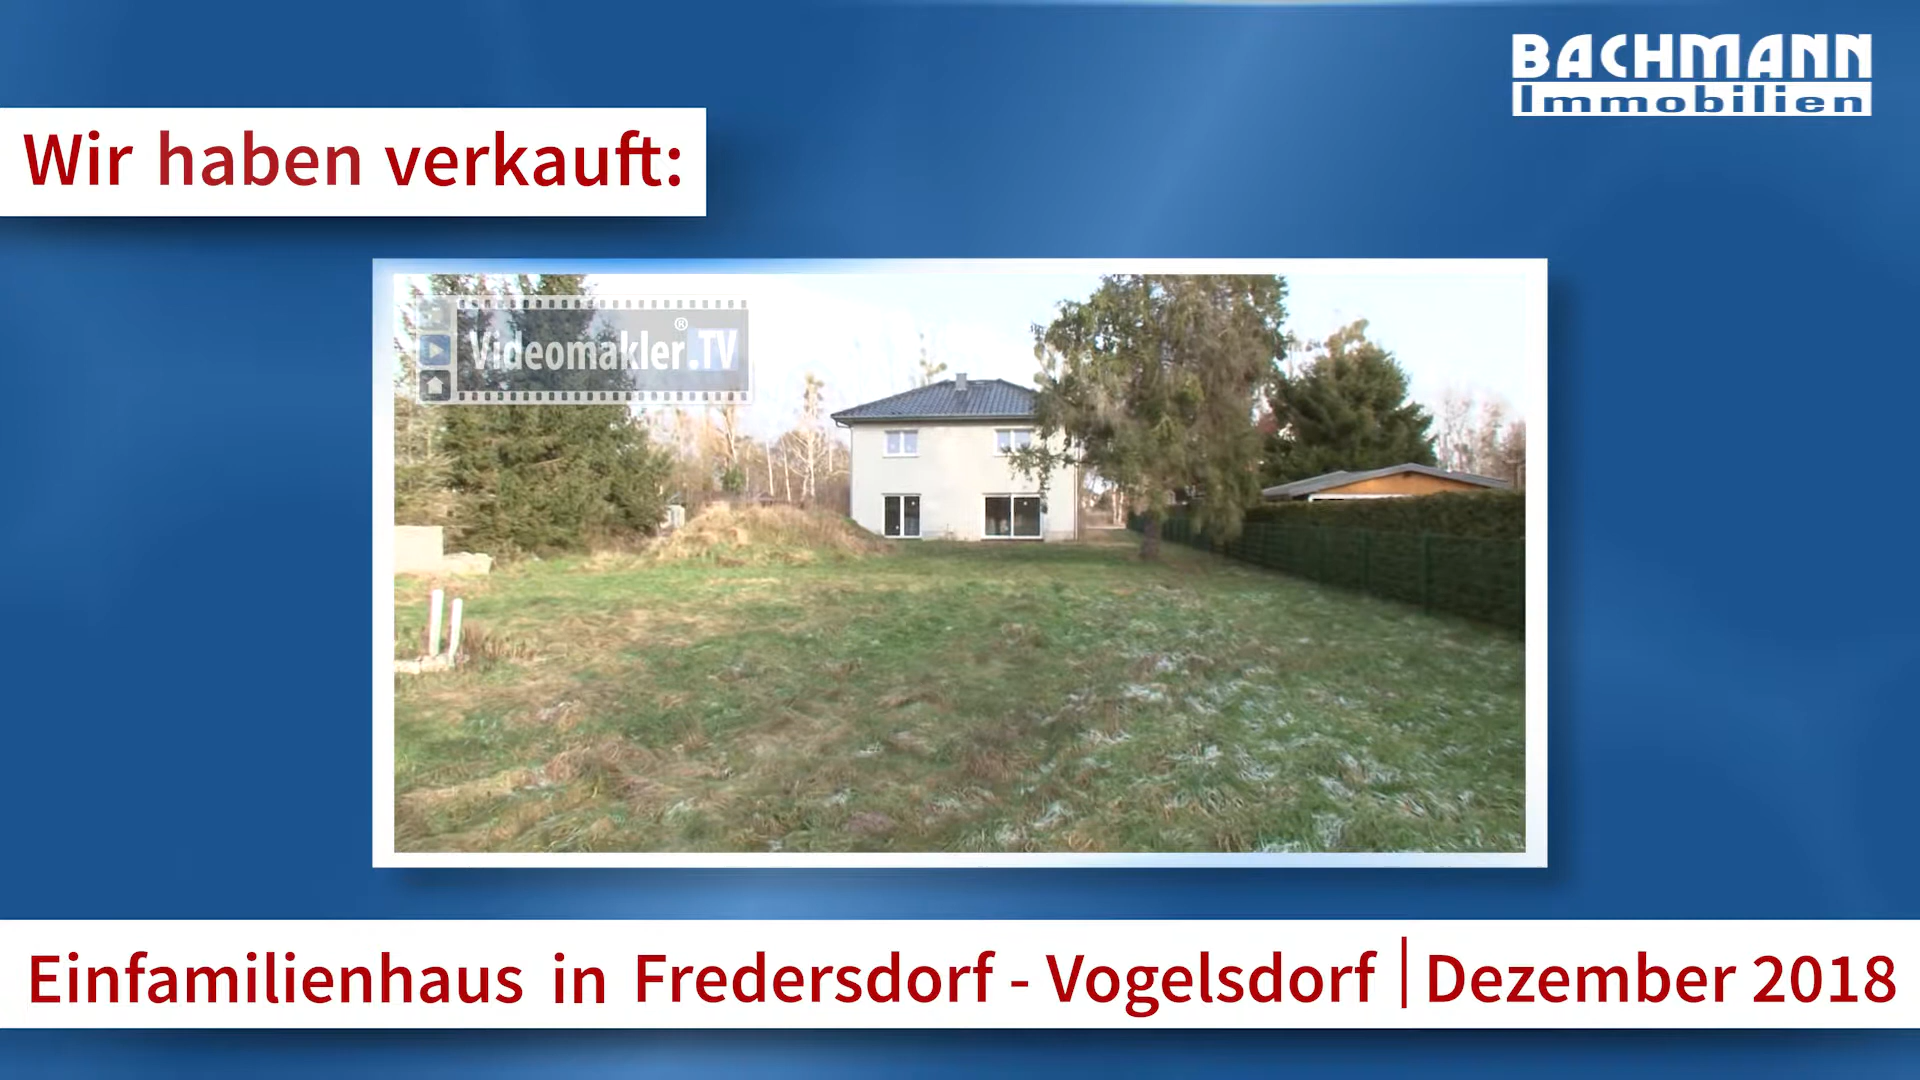 BACHMANN
Immobilien
Wir haben verkauft:
Videomakler.TV®
Einfamilienhaus in Fredersdorf - Vogelsdorf | Dezember 2018